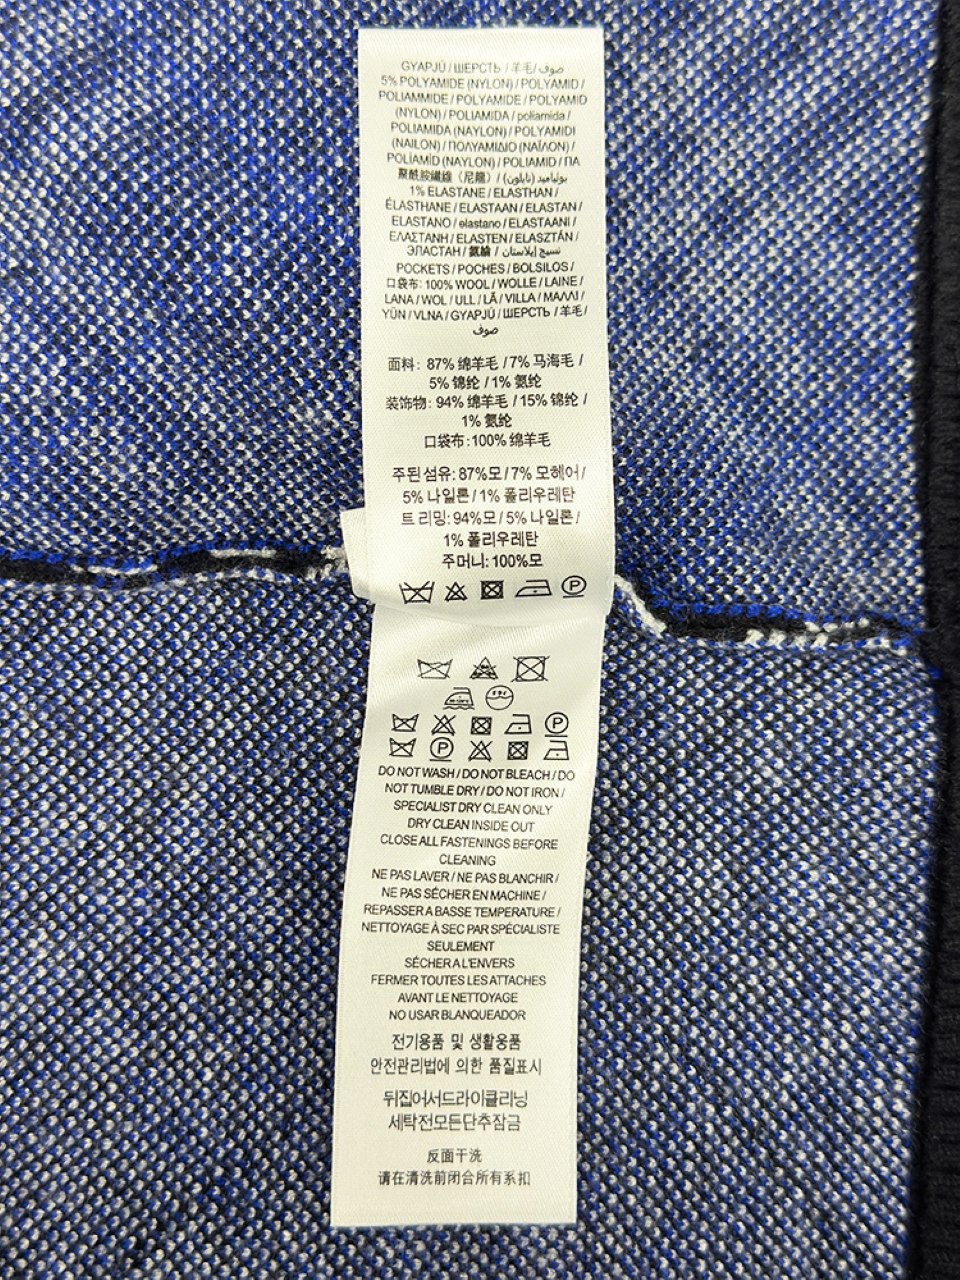 GYAPJÚ / ШЕРСТЬ / 羊毛 / صوف
5% POLYAMIDE (NYLON) / POLYAMID /
POLIAMMIDE / POLYAMIDE / POLYAMID
(NYLON) / POLIAMIDA / poliamida /
POLIAMIDA (NAYLON) / POLYAMIDI
(NAILON) / ΠΟΛΥΑΜΙΔΙΟ (ΝΑΪΛΟΝ) /
POLİAMİD (NAYLON) / POLIAMID / ПА
聚酰胺纖維（尼龍）/ بولياميد (نايلون) /
1% ELASTANE / ELASTHAN /
ÉLASTHANE / ELASTAAN / ELASTAN /
ELASTANO / elastano / ELASTAANI /
ΕΛΑΣΤΑΝΗ / ELASTEN / ELASZTÁN /
ЭЛАСТАН / 氨綸 / نسيج إيلاستان
POCKETS / POCHES / BOLSILOS /
口袋布: 100% WOOL / WOLLE / LAINE /
LANA / WOL / ULL / LÃ / VILLA / ΜΑΛΛΙ /
YÜN / VLNA / GYAPJÚ / ШЕРСТЬ / 羊毛 /
صوف
面料: 87% 绵羊毛 / 7% 马海毛 /
5% 锦纶 / 1% 氨纶
装饰物: 94% 绵羊毛 / 15% 锦纶 /
1% 氨纶
口袋布: 100% 绵羊毛
주된 섬유: 87%모 / 7% 모헤어 /
5% 나일론 / 1% 폴리우레탄
트리밍: 94%모 / 5% 나일론 /
1% 폴리우레탄
주머니: 100%모
P
P
P
DO NOT WASH / DO NOT BLEACH / DO
NOT TUMBLE DRY / DO NOT IRON /
SPECIALIST DRY CLEAN ONLY
DRY CLEAN INSIDE OUT
CLOSE ALL FASTENINGS BEFORE
CLEANING
NE PAS LAVER / NE PAS BLANCHIR /
NE PAS SÉCHER EN MACHINE /
REPASSER A BASSE TEMPERATURE /
NETTOYAGE À SEC PAR SPÉCIALISTE
SEULEMENT
SÉCHER A L'ENVERS
FERMER TOUTES LES ATTACHES
AVANT LE NETTOYAGE
NO USAR BLANQUEADOR
전기용품 및 생활용품
안전관리법에 의한 품질표시
뒤집어서드라이클리닝
세탁전모든단추잠금
反面干洗
请在清洗前闭合所有系扣